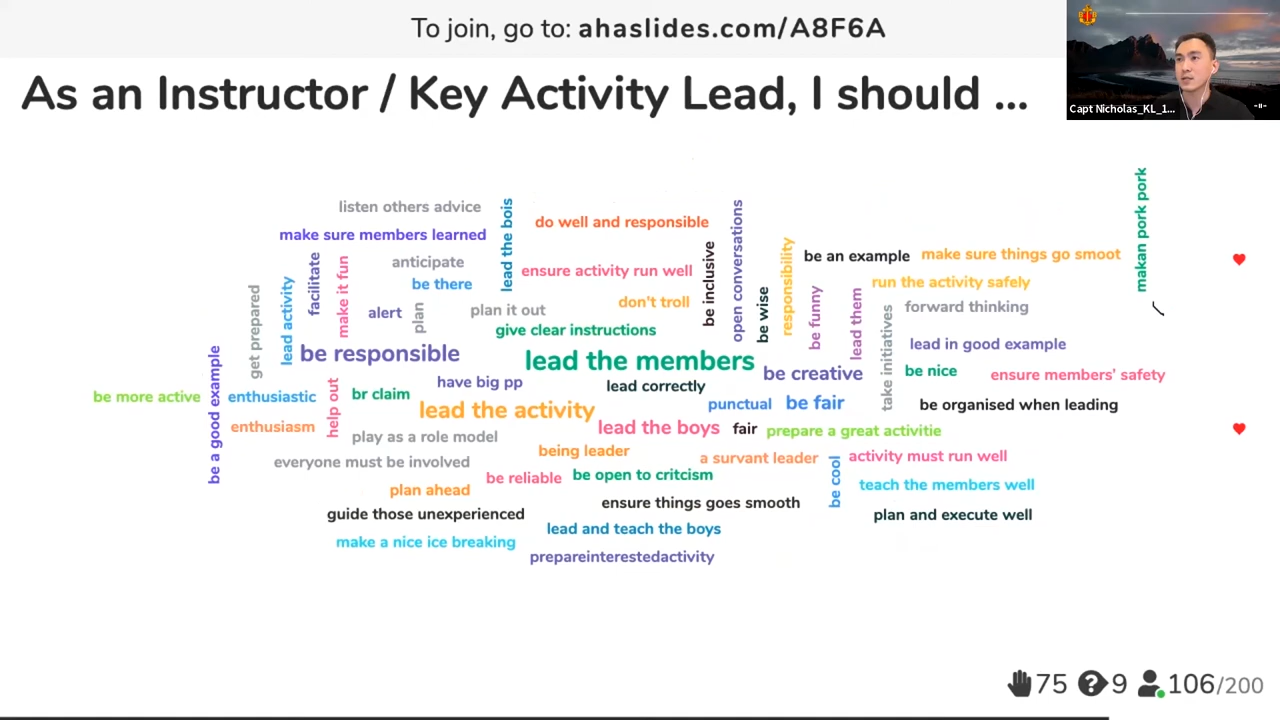 To join, go to: ahaslides.com/A8F6A
As an Instructor / Key Activity Lead, I should ...
Capt Nicholas_KL_1...
listen others advice
lead the bois
do well and responsible
open conversations
makan pork pork
make sure members learned
be inclusive
responsibility
be an example
make sure things go smoot
facilitate
make it fun
anticipate
ensure activity run well
be there
run the activity safely
get prepared
lead activity
alert
plan
plan it out
don't troll
be wise
be funny
lead them
take initiatives
forward thinking
give clear instructions
lead in good example
be responsible
lead the members
be creative
be nice
ensure members' safety
be a good example
have big pp
lead correctly
be more active
enthusiastic
help out
br claim
lead the activity
punctual
be fair
be organised when leading
enthusiasm
lead the boys
fair
prepare a great activitie
play as a role model
being leader
a survant leader
be cool
activity must run well
everyone must be involved
be reliable
be open to critcism
teach the members well
plan ahead
ensure things goes smooth
guide those unexperienced
plan and execute well
lead and teach the boys
make a nice ice breaking
prepareinterestedactivity
75
9
106/200